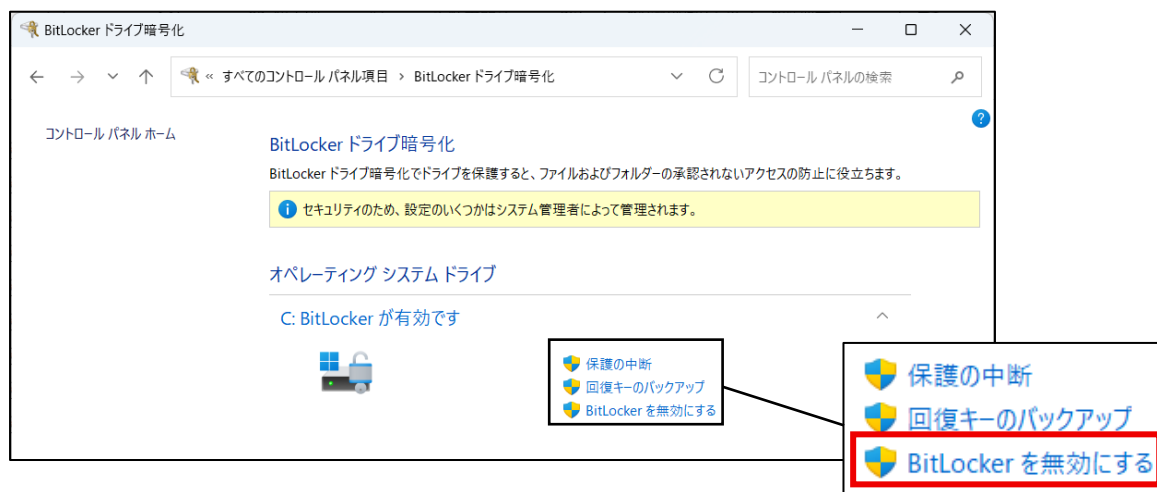 BitLocker ドライブ暗号化
« すべてのコントロール パネル項目 › BitLocker ドライブ暗号化
コントロール パネルの検索
コントロール パネル ホーム
?
BitLocker ドライブ暗号化
BitLocker ドライブ暗号化でドライブを保護すると、ファイルおよびフォルダーの承認されないアクセスの防止に役立ちます。
i セキュリティのため、設定のいくつかはシステム管理者によって管理されます。
オペレーティング システム ドライブ
C: BitLocker が有効です
保護の中断
回復キーのバックアップ
BitLocker を無効にする
保護の中断
回復キーのバックアップ
BitLocker を無効にする